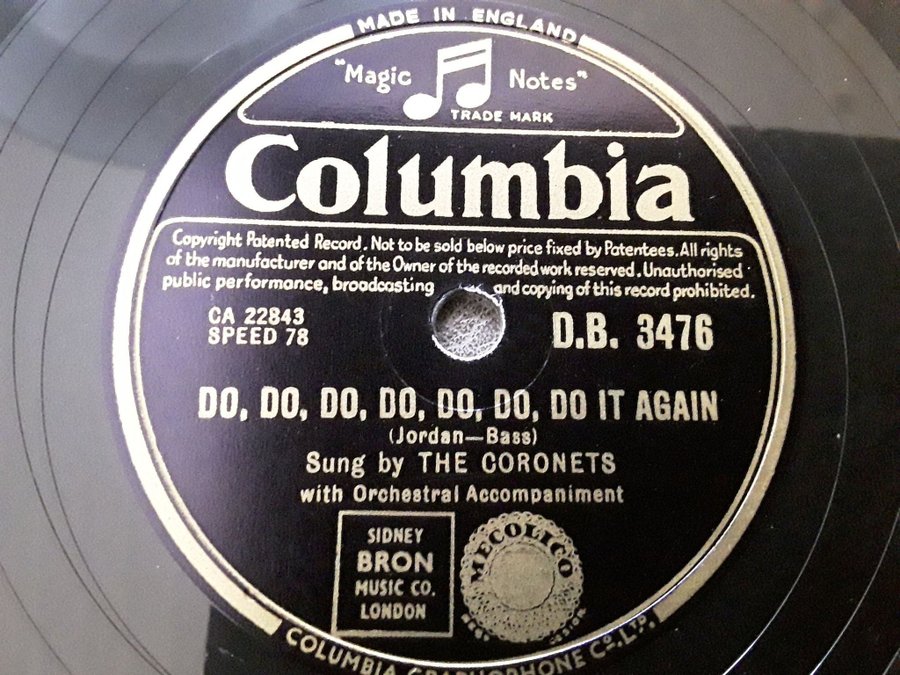 MADE IN ENGLAND
"Magic Notes"
TRADE MARK
Columbia
Copyright Patented Record. Not to be sold below price fixed by Patentees. All rights
of the manufacturer and of the Owner of the recorded work reserved. Unauthorised
public performance, broadcasting and copying of this record prohibited.
CA 22843
SPEED 78
D.B. 3476
DO, DO, DO, DO, DO, DO, DO IT AGAIN
(Jordan—Bass)
Sung by THE CORONETS
with Orchestral Accompaniment
SIDNEY
BRON
MUSIC CO.
LONDON
MECOLICO
DESIGN
COLUMBIA GRAPHOPHONE CO. LTD.